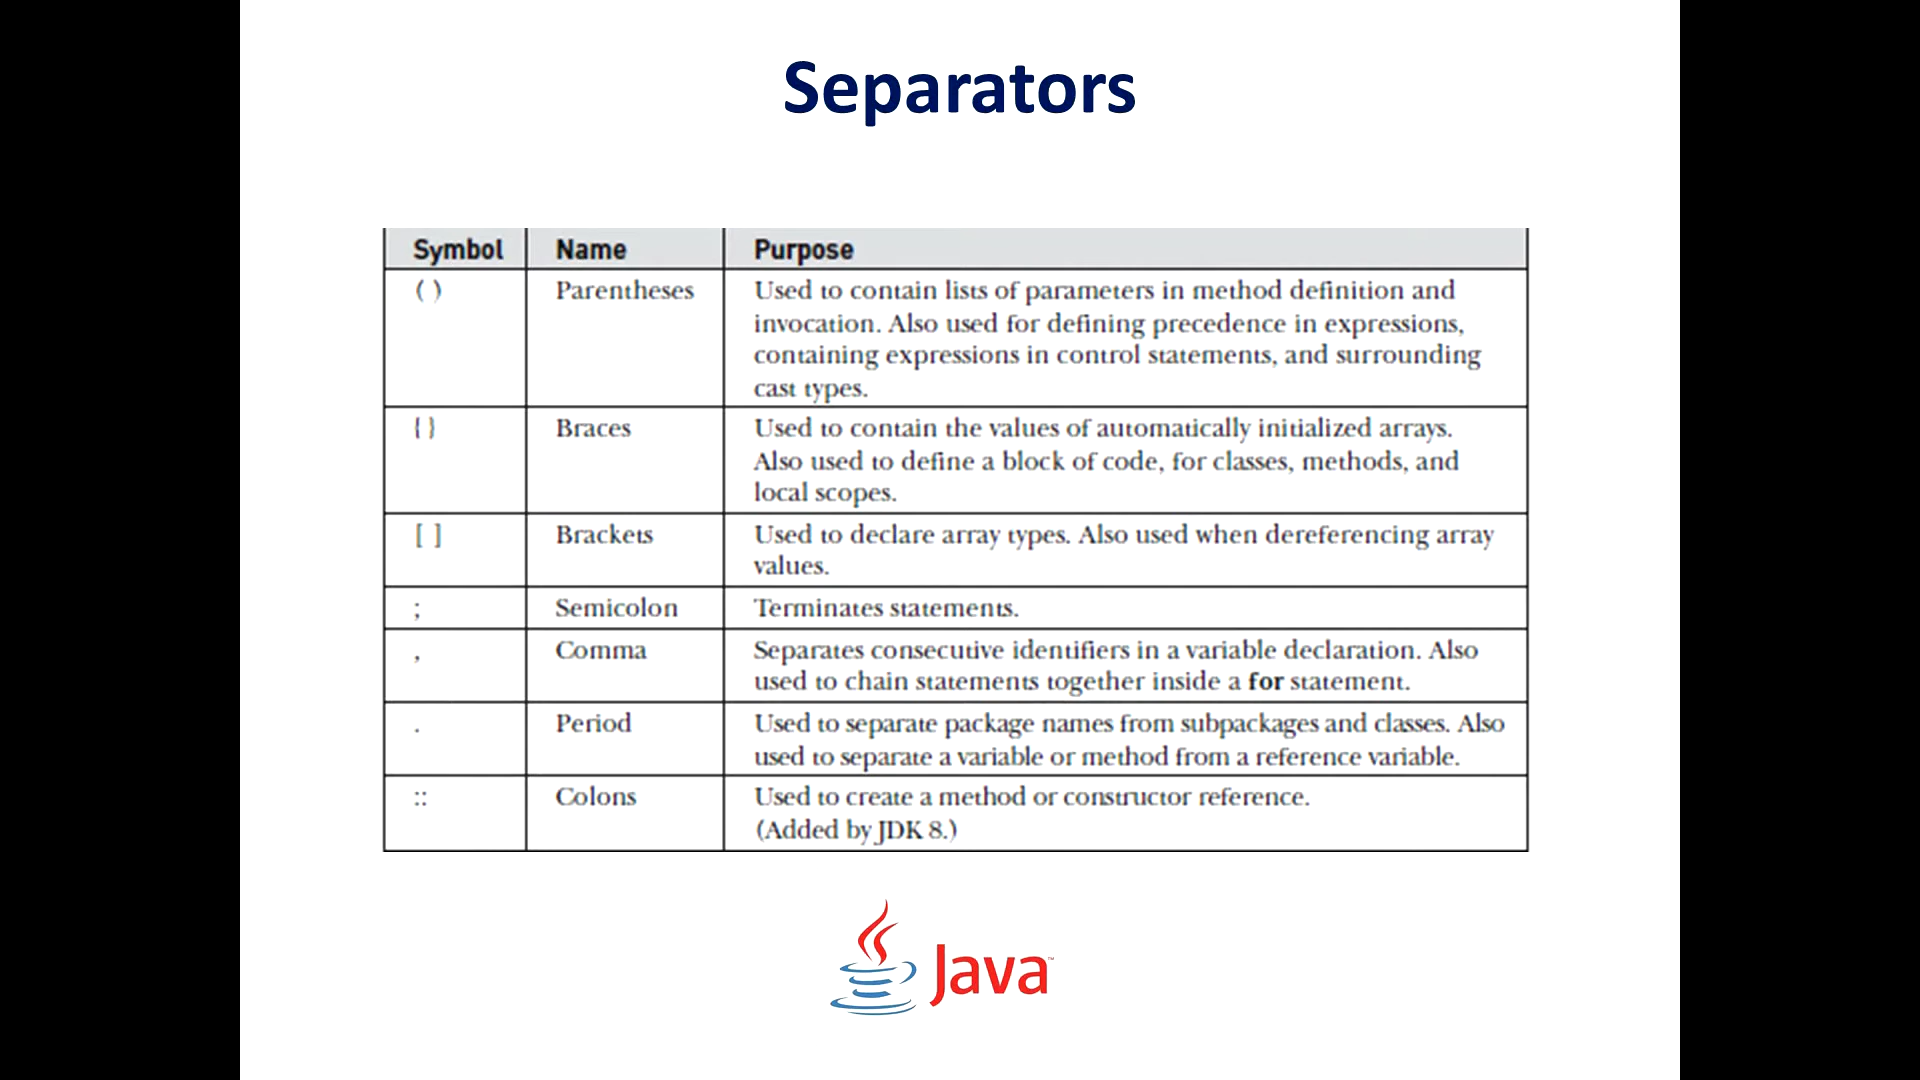 Separators
Symbol Name Purpose
( ) Parentheses Used to contain lists of parameters in method definition and
invocation. Also used for defining precedence in expressions,
containing expressions in control statements, and surrounding
cast types.
{ } Braces Used to contain the values of automatically initialized arrays.
Also used to define a block of code, for classes, methods, and
local scopes.
[ ] Brackets Used to declare array types. Also used when dereferencing array
values.
; Semicolon Terminates statements.
, Comma Separates consecutive identifiers in a variable declaration. Also
used to chain statements together inside a for statement.
. Period Used to separate package names from subpackages and classes. Also
used to separate a variable or method from a reference variable.
:: Colons Used to create a method or constructor reference.
(Added by JDK 8.)
Java™